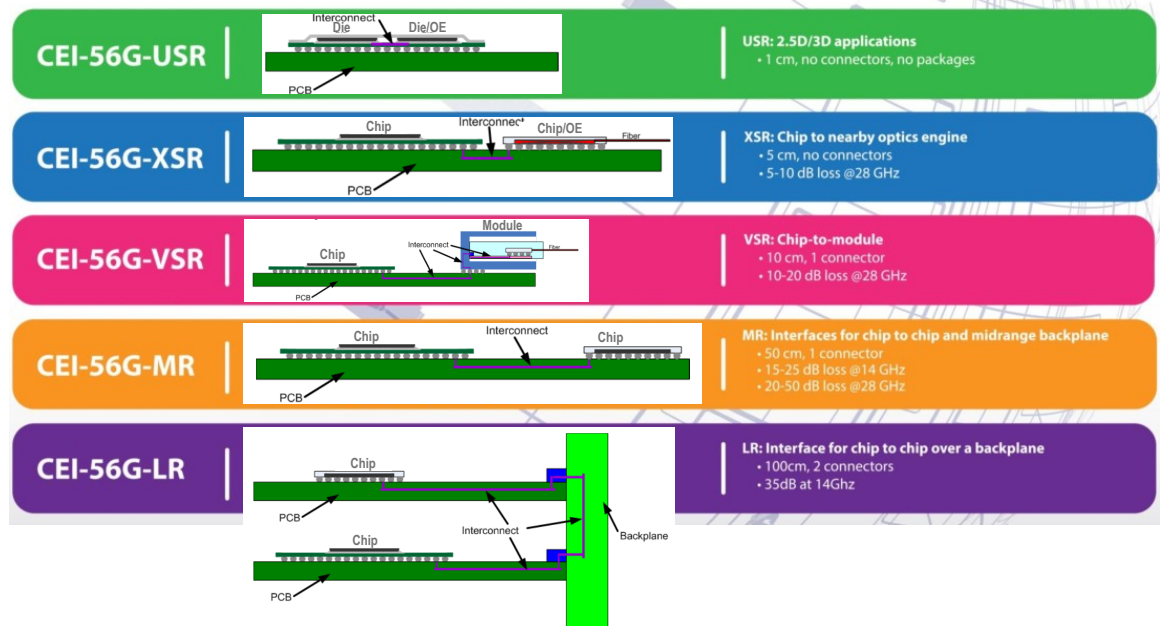 CEI-56G-USR
Interconnect
Die
Die/OE
PCB
USR: 2.5D/3D applications
• 1 cm, no connectors, no packages
CEI-56G-XSR
Chip
Interconnect
Chip/OE
Fiber
PCB
XSR: Chip to nearby optics engine
• 5 cm, no connectors
• 5-10 dB loss @28 GHz
CEI-56G-VSR
Chip
Interconnect
Module
Fiber
PCB
VSR: Chip-to-module
• 10 cm, 1 connector
• 10-20 dB loss @28 GHz
CEI-56G-MR
Chip
Interconnect
Chip
PCB
MR: Interfaces for chip to chip and midrange backplane
• 50 cm, 1 connector
• 15-25 dB loss @14 GHz
• 20-50 dB loss @28 GHz
CEI-56G-LR
Chip
PCB
Interconnect
Backplane
Chip
PCB
LR: Interface for chip to chip over a backplane
• 100cm, 2 connectors
• 35dB at 14Ghz